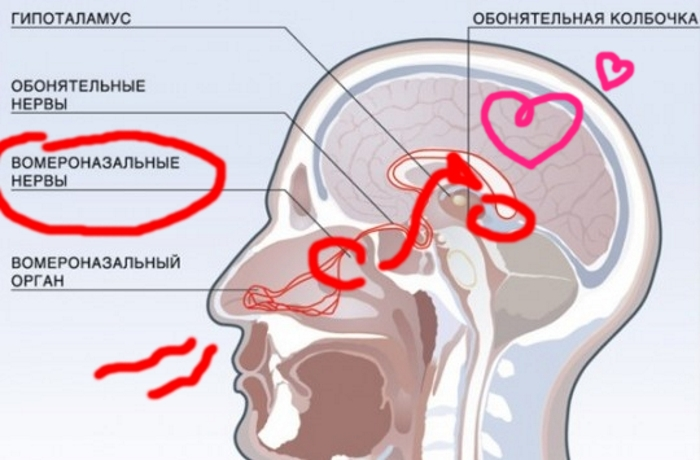 ГИПОТАЛАМУС
ОБОНЯТЕЛЬНАЯ КОЛБОЧКА
ОБОНЯТЕЛЬНЫЕ
НЕРВЫ
ВОМЕРОНАЗАЛЬНЫЕ
НЕРВЫ
ВОМЕРОНАЗАЛЬНЫЙ
ОРГАН